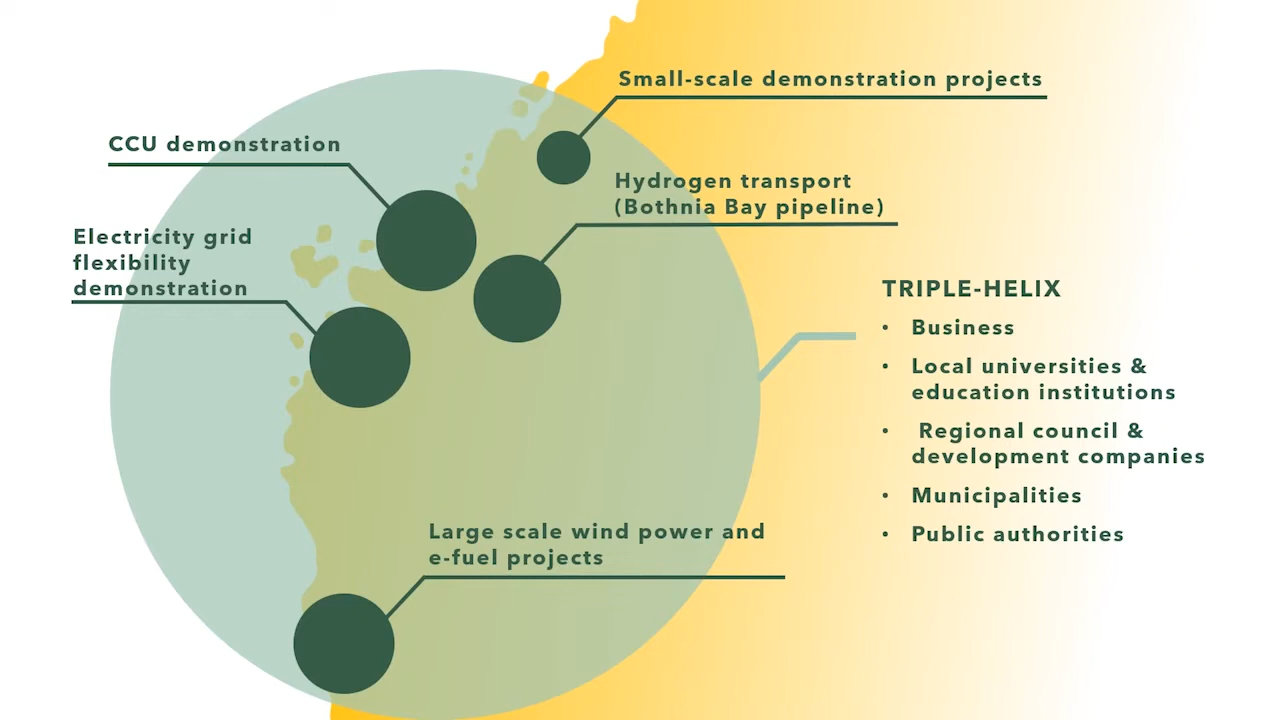 Small-scale demonstration projects
CCU demonstration
Hydrogen transport
(Bothnia Bay pipeline)
Electricity grid
flexibility
demonstration
TRIPLE-HELIX
• Business
• Local universities &
education institutions
• Regional council &
development companies
• Municipalities
• Public authorities
Large scale wind power and
e-fuel projects